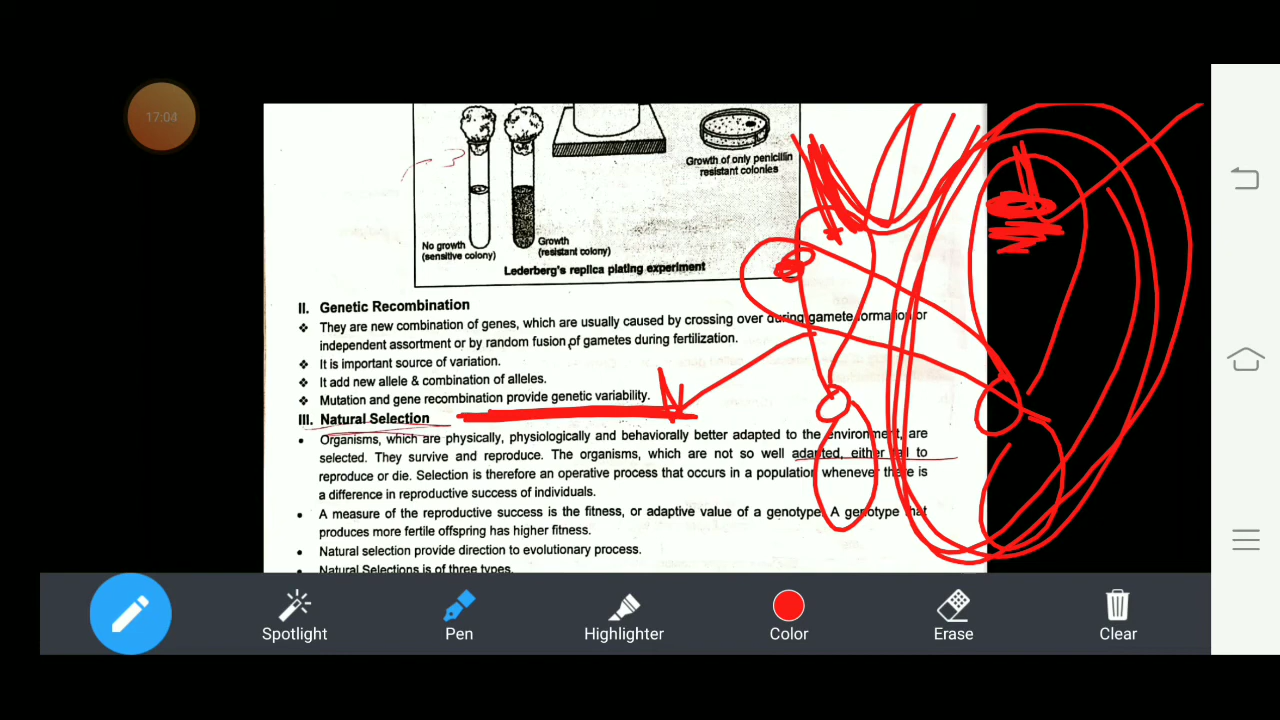 17:04
Growth of only penicillin
resistant colonies
No growth
(sensitive colony)
Growth
(resistant colony)
Lederberg's replica plating experiment
II. Genetic Recombination
❖ They are new combination of genes, which are usually caused by crossing over during gamete formation or
independent assortment or by random fusion of gametes during fertilization.
❖ It is important source of variation.
❖ It add new allele & combination of alleles.
❖ Mutation and gene recombination provide genetic variability.
III. Natural Selection
• Organisms, which are physically, physiologically and behaviorally better adapted to the environment, are
selected. They survive and reproduce. The organisms, which are not so well adapted, either fail to
reproduce or die. Selection is therefore an operative process that occurs in a population whenever there is
a difference in reproductive success of individuals.
• A measure of the reproductive success is the fitness, or adaptive value of a genotype. A genotype that
produces more fertile offspring has higher fitness.
• Natural selection provide direction to evolutionary process.
• Natural Selections is of three types.
Spotlight
Pen
Highlighter
Color
Erase
Clear